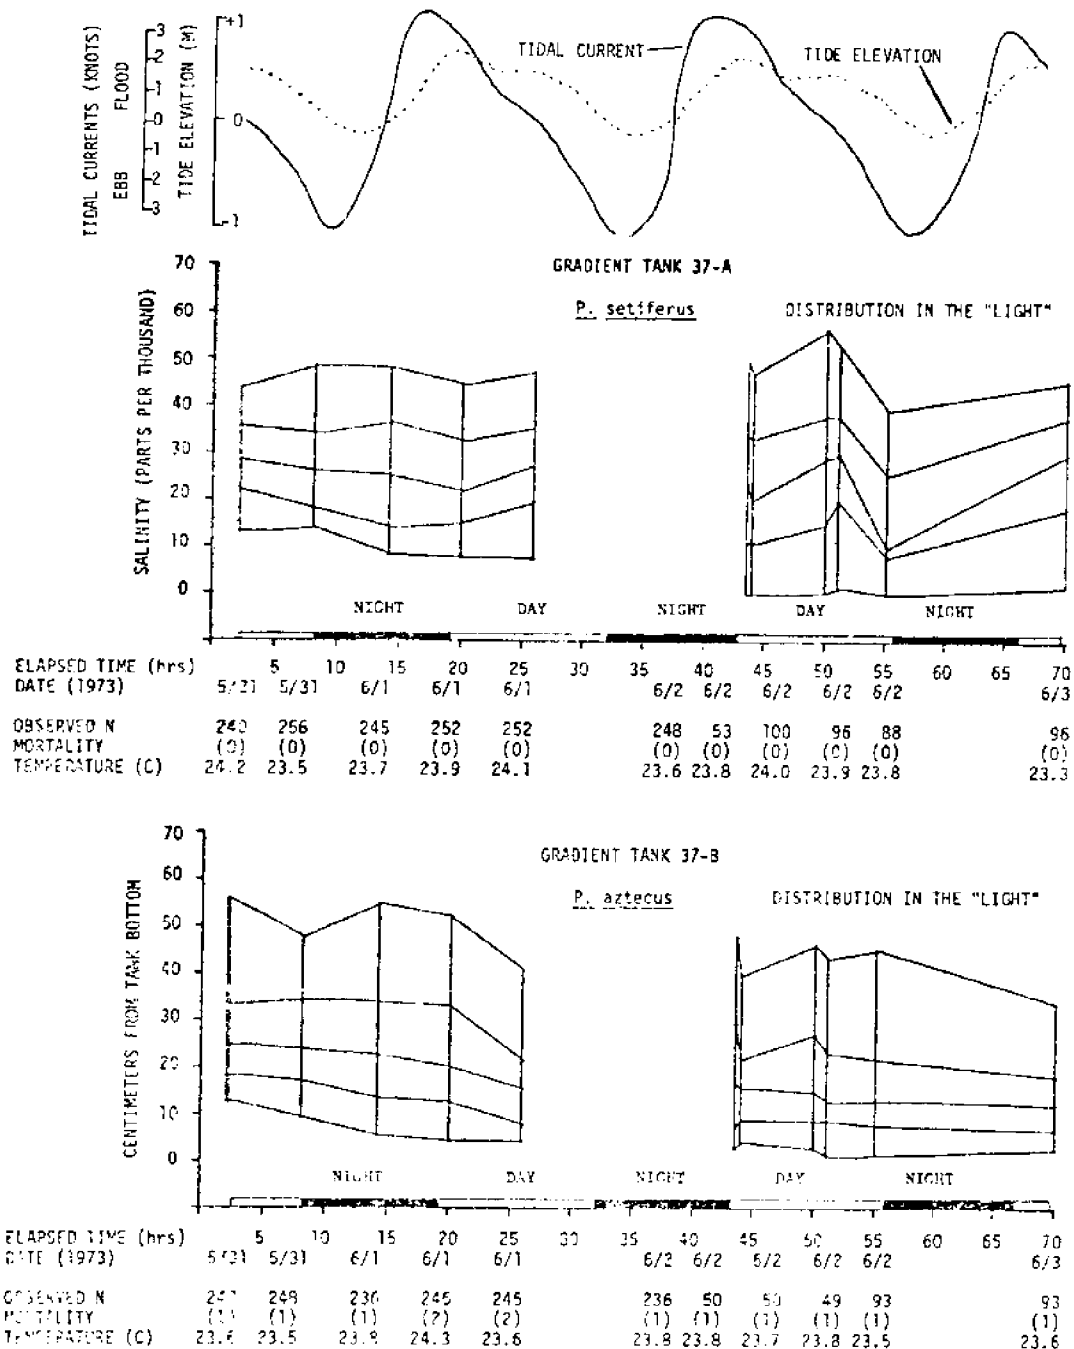 TIDAL CURRENTS (KNOTS)
EBB FLOOD
3
2
1
0
1
2
3
TIDE ELEVATION (M)
+1
0
-1
TIDAL CURRENT
TIDE ELEVATION
GRADIENT TANK 37-A
P. setiferus DISTRIBUTION IN THE "LIGHT"
SALINITY (PARTS PER THOUSAND)
70
60
50
40
30
20
10
0
NIGHT DAY NIGHT DAY NIGHT
ELAPSED TIME (hrs) 5 10 15 20 25 30 35 40 45 50 55 60 65 70
DATE (1973) 5/31 5/31 6/1 6/1 6/1 6/2 6/2 6/2 6/2 6/2 6/3
OBSERVED N 240 256 245 252 252 248 53 100 96 88 96
MORTALITY (0) (0) (0) (0) (0) (0) (0) (0) (0) (0) (0)
TEMPERATURE (C) 24.2 23.5 23.7 23.9 24.1 23.6 23.8 24.0 23.9 23.8 23.3
GRADIENT TANK 37-B
P. aztecus DISTRIBUTION IN THE "LIGHT"
CENTIMETERS FROM TANK BOTTOM
70
60
50
40
30
20
10
0
NIGHT DAY NIGHT DAY NIGHT
ELAPSED TIME (hrs) 5 10 15 20 25 30 35 40 45 50 55 60 65 70
DATE (1973) 5/31 5/31 6/1 6/1 6/1 6/2 6/2 6/2 6/2 6/3
OBSERVED N 248 236 245 245 236 50 50 49 93 93
MORTALITY (1) (1) (2) (2) (1) (1) (1) (1) (1) (1)
TEMPERATURE (C) 23.6 23.5 23.8 24.3 23.6 23.8 23.8 23.7 23.8 23.5 23.6